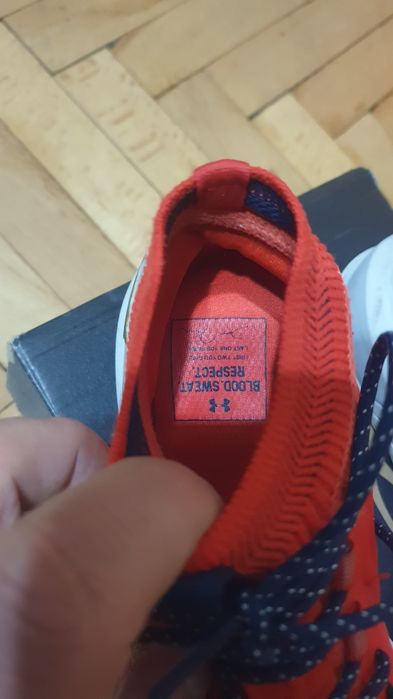 BLOOD. SWEAT.
RESPECT.
FIRST TWO YOU GIVE
LAST ONE YOU EARN